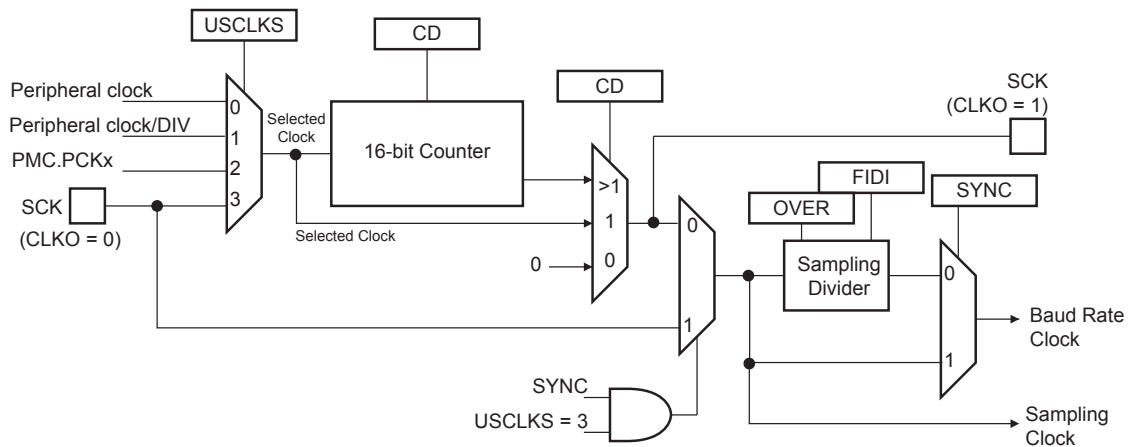 USCLKS
CD
CD
SCK
(CLKO = 1)
Peripheral clock
Peripheral clock/DIV
PMC.PCKx
SCK
(CLKO = 0)
0
1
2
3
Selected
Clock
16-bit Counter
Selected Clock
>1
1
0
0
FIDI
OVER
SYNC
0
1
Sampling
Divider
0
1
Baud Rate
Clock
SYNC
USCLKS = 3
Sampling
Clock